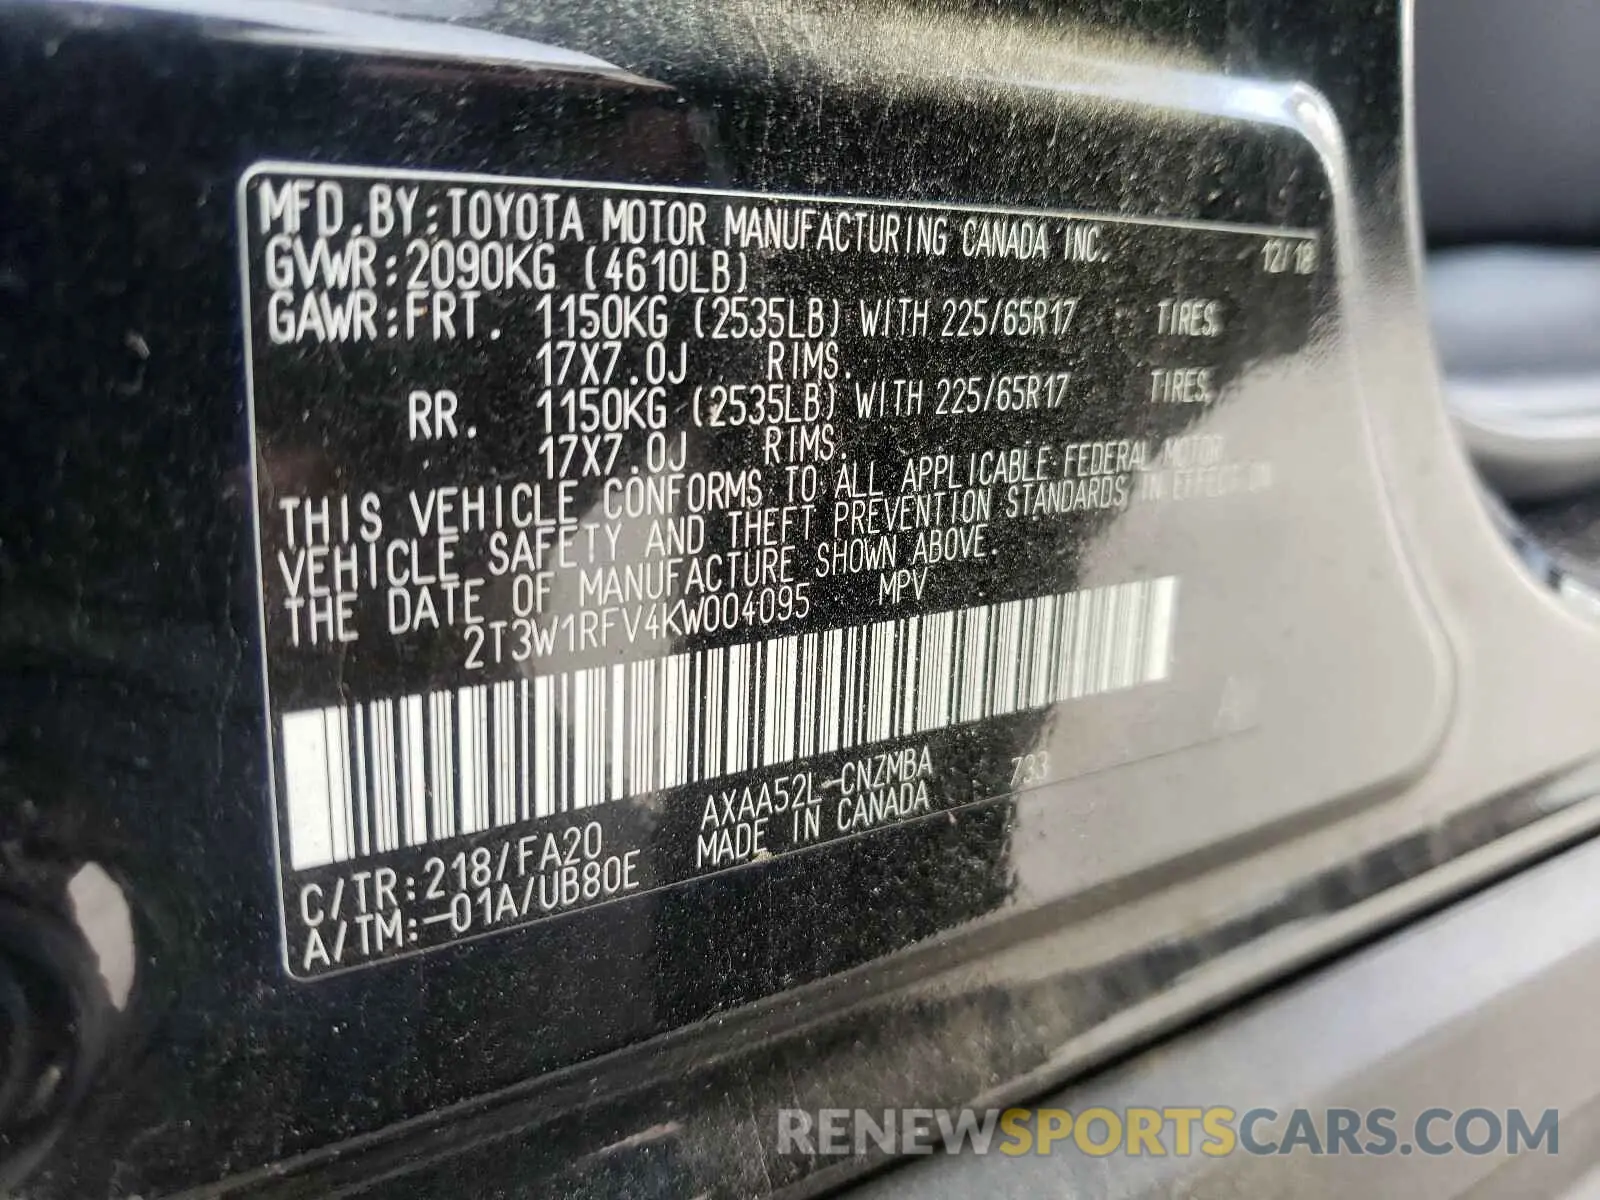 MFD.BY:TOYOTA MOTOR MANUFACTURING CANADA INC. 12/18
GVWR:2090KG (4610LB)
GAWR:FRT. 1150KG (2535LB) WITH 225/65R17 TIRES,
17X7.0J RIMS.
RR. 1150KG (2535LB) WITH 225/65R17 TIRES,
17X7.0J RIMS.
THIS VEHICLE CONFORMS TO ALL APPLICABLE FEDERAL MOTOR
VEHICLE SAFETY AND THEFT PREVENTION STANDARDS IN EFFECT ON
THE DATE OF MANUFACTURE SHOWN ABOVE.
2T3W1RFV4KW004095 MPV
C/TR:218/FA20 AXAA52L-CNZMBA 733
A/TM:-01A/UB80E MADE IN CANADA
RENEWSPORTSCARS.COM